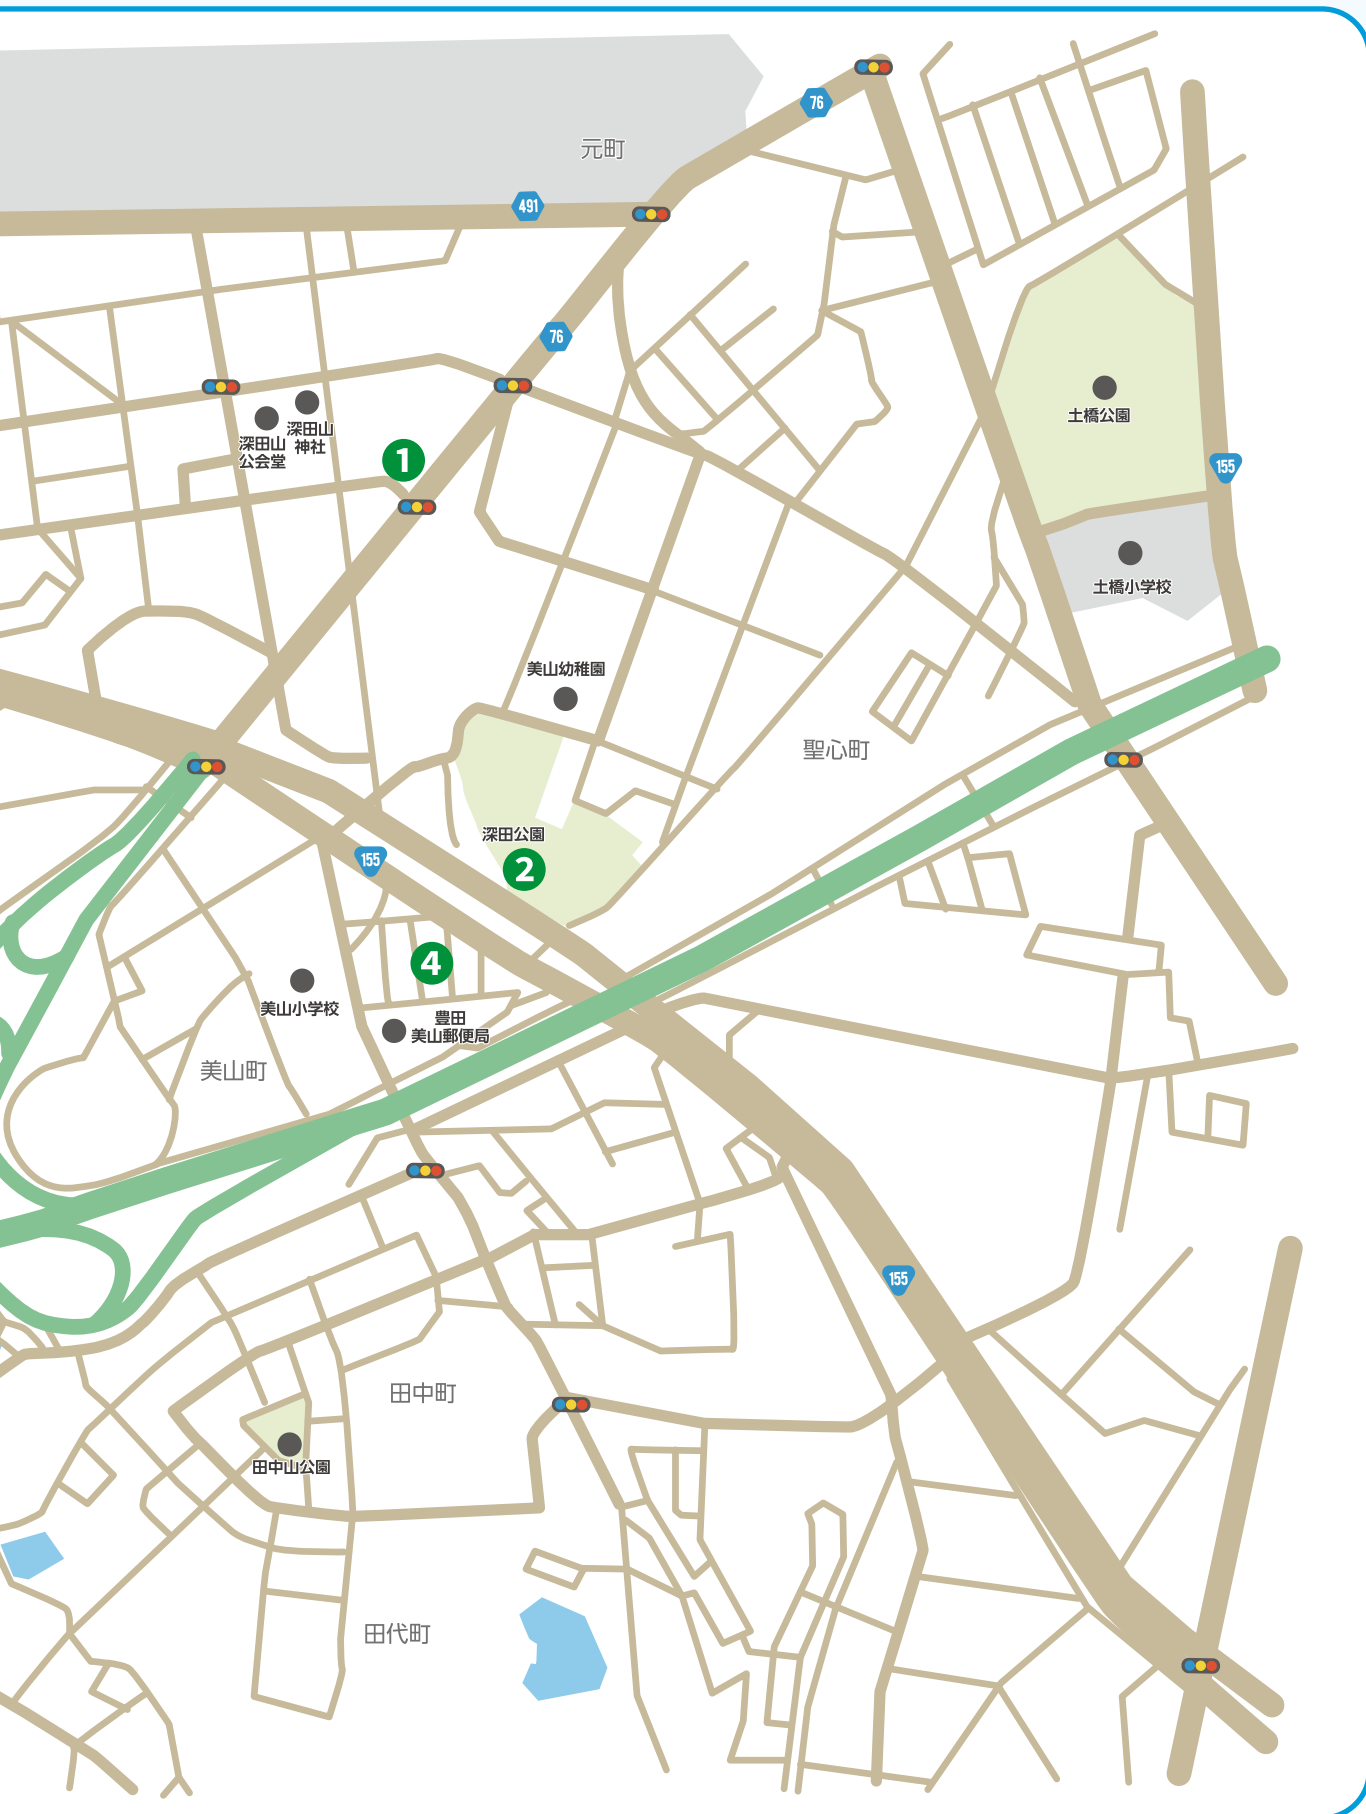 76
元町
491
76
土橋公園
深田山
神社
深田山
公会堂
1
155
土橋小学校
美山幼稚園
聖心町
深田公園
155
2
4
美山小学校
豊田
美山郵便局
美山町
155
田中町
田中山公園
田代町